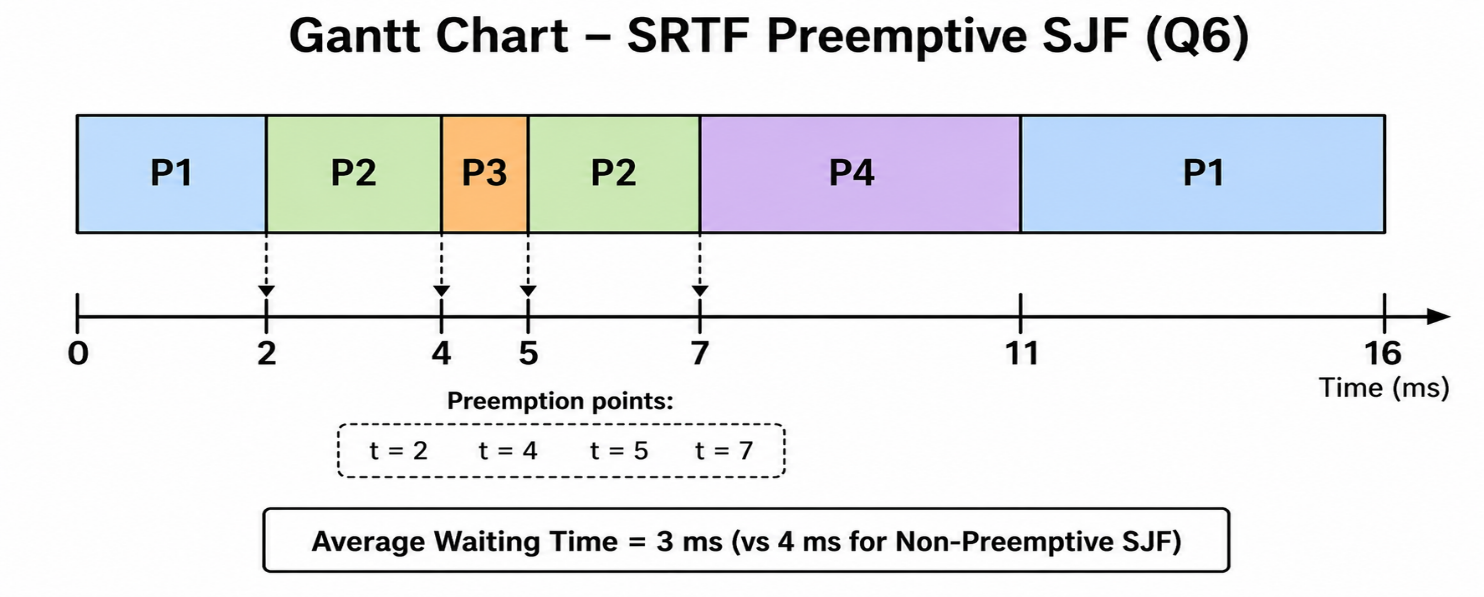 Gantt Chart – SRTF Preemptive SJF (Q6)
P1 P2 P3 P2 P4 P1
0 2 4 5 7 11 16
Time (ms)
Preemption points:
t = 2 t = 4 t = 5 t = 7
Average Waiting Time = 3 ms (vs 4 ms for Non-Preemptive SJF)